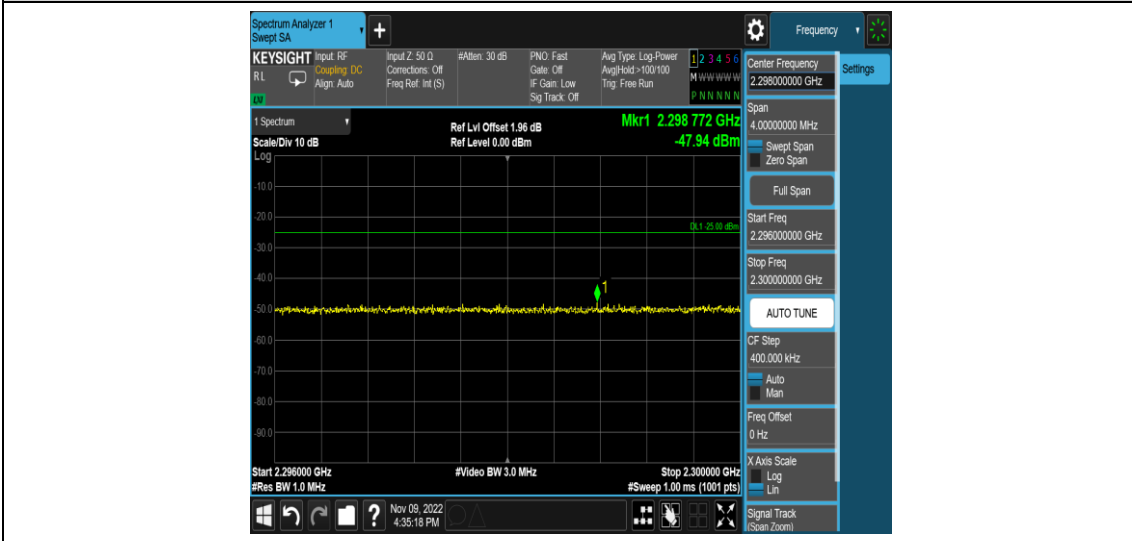 Spectrum Analyzer 1
Swept SA
+
Frequency
KEYSIGHT
RL
LXI
Input: RF
Coupling: DC
Align: Auto
Input Z: 50 Ω
Corrections: Off
Freq Ref: Int (S)
#Atten: 30 dB
PNO: Fast
Gate: Off
IF Gain: Low
Sig Track: Off
Avg Type: Log-Power
Avg|Hold:>100/100
Trig: Free Run
1 2 3 4 5 6
M W W W W W
P N N N N N
1 Spectrum
Scale/Div 10 dB
Log
Ref Lvl Offset 1.96 dB
Ref Level 0.00 dBm
Mkr1 2.298 772 GHz
-47.94 dBm
-10.0
-20.0
DL1 -25.00 dBm
-30.0
-40.0
1
-50.0
-60.0
-70.0
-80.0
-90.0
Start 2.296000 GHz
#Video BW 3.0 MHz
Stop 2.300000 GHz
#Res BW 1.0 MHz
#Sweep 1.00 ms (1001 pts)
?
Nov 09, 2022
4:35:18 PM
Center Frequency
2.298000000 GHz
Settings
Span
4.00000000 MHz
Swept Span
Zero Span
Full Span
Start Freq
2.296000000 GHz
Stop Freq
2.300000000 GHz
AUTO TUNE
CF Step
400.000 kHz
Auto
Man
Freq Offset
0 Hz
X Axis Scale
Log
Lin
Signal Track
(Span Zoom)